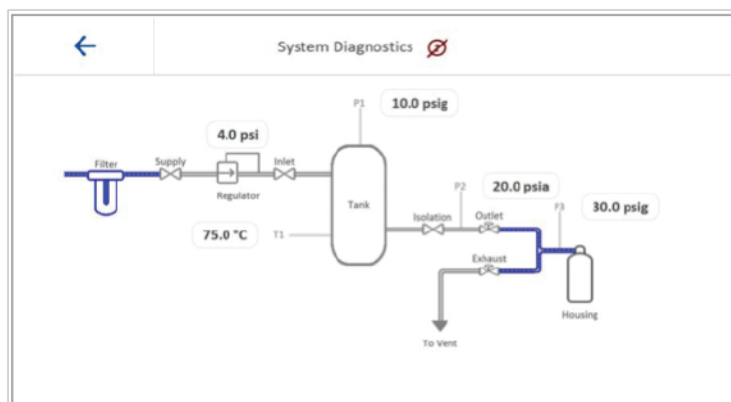 System Diagnostics
P1
10.0 psig
4.0 psi
Filter
Supply
Inlet
Regulator
Tank
P2
20.0 psia
P3
30.0 psig
Isolation
Outlet
75.0 °C
T1
Exhaust
Housing
To Vent